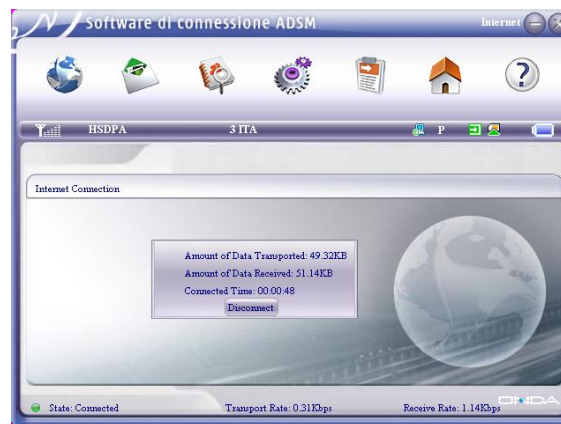 Software di connessione ADSM
Internet
HSDPA
3 ITA
P
Internet Connection
Amount of Data Transported: 49.32KB
Amount of Data Received: 51.14KB
Connected Time: 00:00:48
Disconnect
State: Connected
Transport Rate: 0.31Kbps
Receive Rate: 1.14Kbps
ONDA